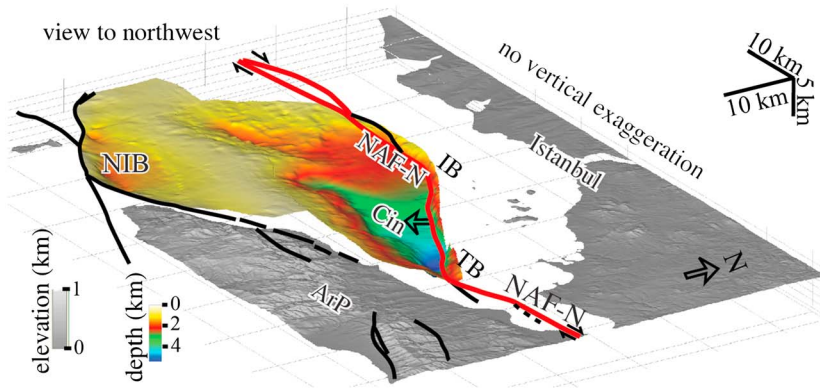 view to northwest
no vertical exaggeration
10 km
5 km
10 km
Istanbul
NIB
NAF-N
IB
Cin
TB
NAF-N
N
ArP
elevation (km)
1
0
depth (km)
0
2
4